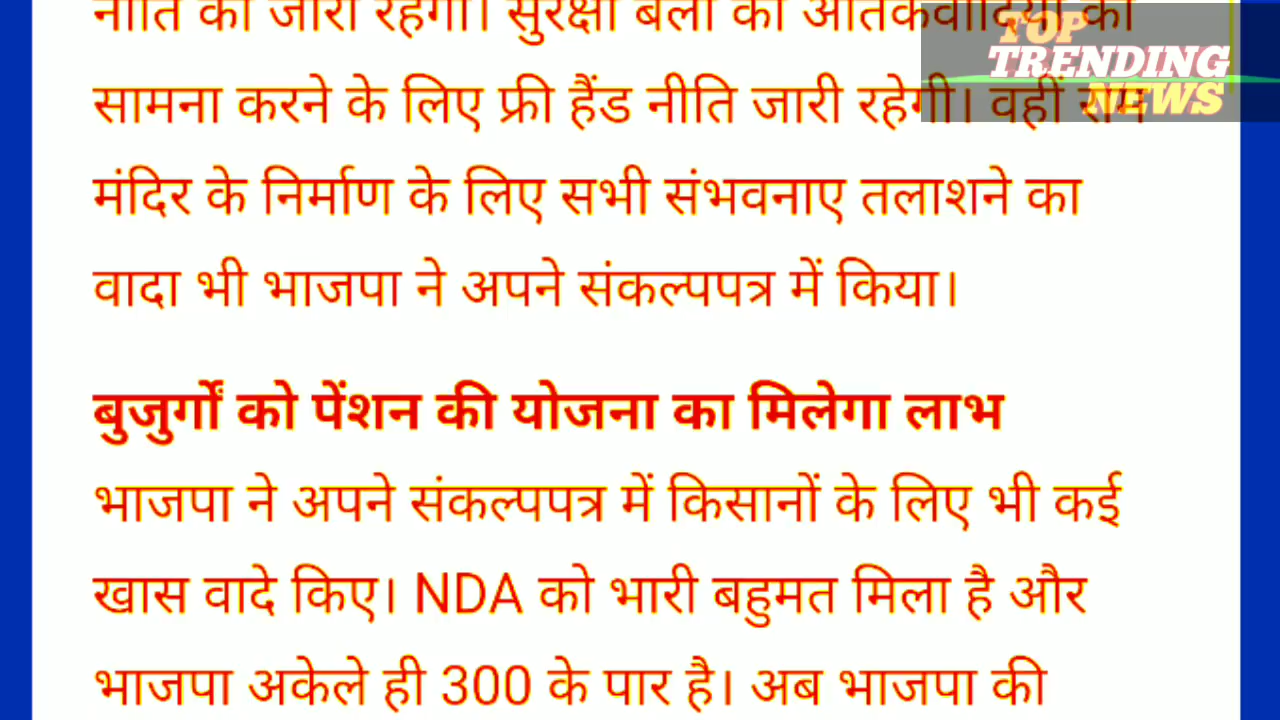 नीति को जारी रहेगी। सुरक्षा बलों को आतंकवादियों का
TOP
TRENDING
NEWS
सामना करने के लिए फ्री हैंड नीति जारी रहेगी। वहीं राम
मंदिर के निर्माण के लिए सभी संभवनाए तलाशने का
वादा भी भाजपा ने अपने संकल्पपत्र में किया।
बुजुर्गों को पेंशन की योजना का मिलेगा लाभ
भाजपा ने अपने संकल्पपत्र में किसानों के लिए भी कई
खास वादे किए। NDA को भारी बहुमत मिला है और
भाजपा अकेले ही 300 के पार है। अब भाजपा की